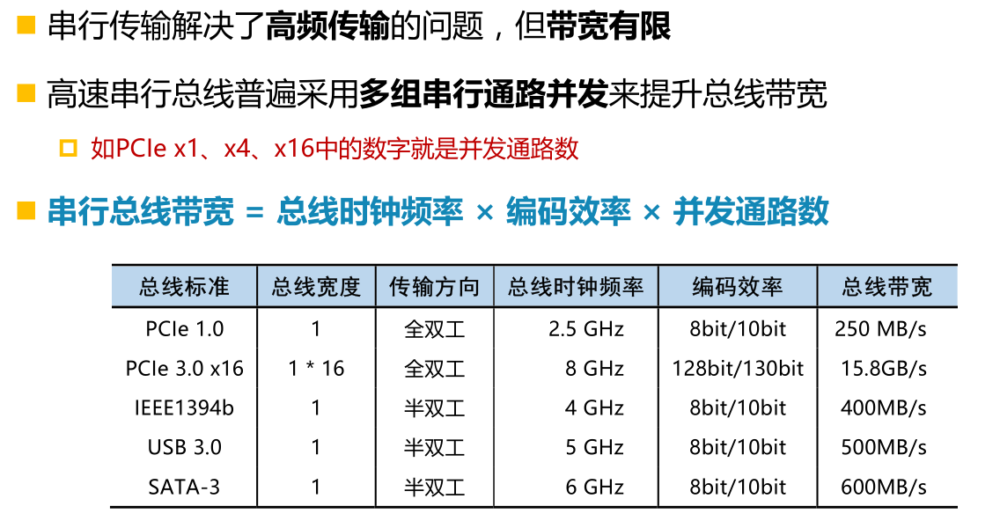 串行传输解决了高频传输的问题，但带宽有限
高速串行总线普遍采用多组串行通路并发来提升总线带宽
如PCIe x1、x4、x16中的数字就是并发通路数
串行总线带宽 = 总线时钟频率 × 编码效率 × 并发通路数
总线标准 总线宽度 传输方向 总线时钟频率 编码效率 总线带宽
PCIe 1.0 1 全双工 2.5 GHz 8bit/10bit 250 MB/s
PCIe 3.0 x16 1 * 16 全双工 8 GHz 128bit/130bit 15.8GB/s
IEEE1394b 1 半双工 4 GHz 8bit/10bit 400MB/s
USB 3.0 1 半双工 5 GHz 8bit/10bit 500MB/s
SATA-3 1 半双工 6 GHz 8bit/10bit 600MB/s